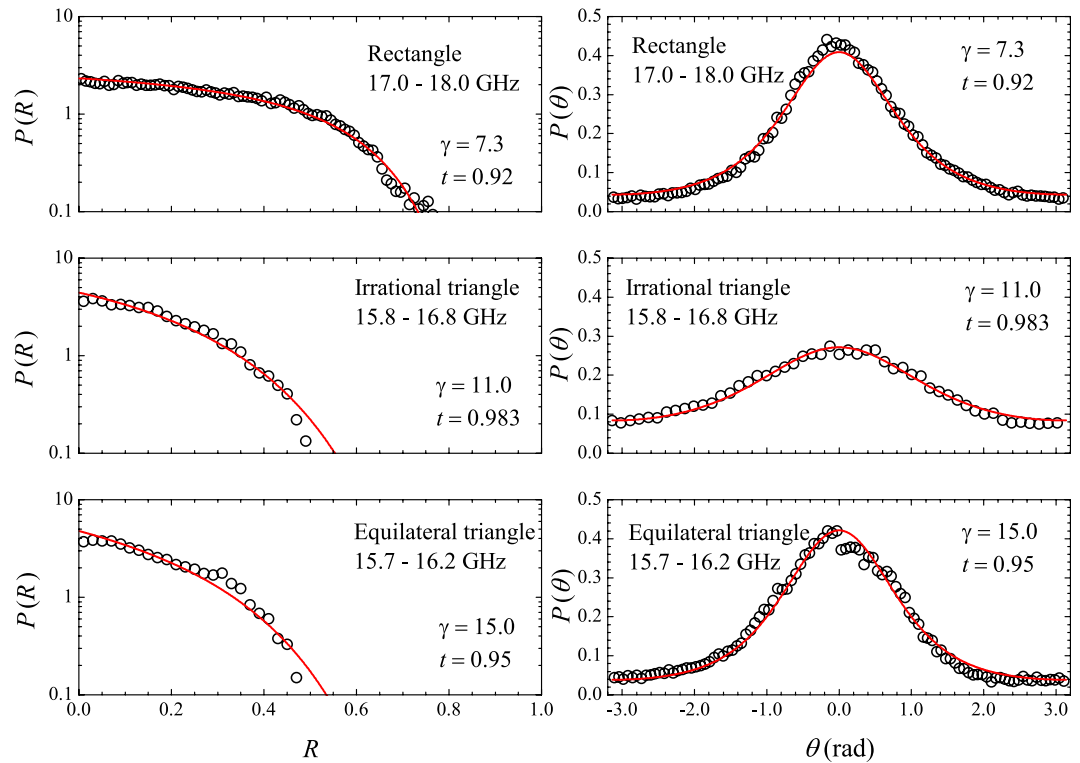 10
1
0.1
P(R)
Rectangle
17.0 - 18.0 GHz
γ = 7.3
t = 0.92
0.5
0.4
0.3
0.2
0.1
0.0
P(θ)
Rectangle
17.0 - 18.0 GHz
γ = 7.3
t = 0.92
10
1
0.1
P(R)
Irrational triangle
15.8 - 16.8 GHz
γ = 11.0
t = 0.983
0.5
0.4
0.3
0.2
0.1
0.0
P(θ)
Irrational triangle
15.8 - 16.8 GHz
γ = 11.0
t = 0.983
10
1
0.1
P(R)
Equilateral triangle
15.7 - 16.2 GHz
γ = 15.0
t = 0.95
0.0 0.2 0.4 0.6 0.8 1.0
R
0.5
0.4
0.3
0.2
0.1
0.0
P(θ)
Equilateral triangle
15.7 - 16.2 GHz
γ = 15.0
t = 0.95
-3.0 -2.0 -1.0 0.0 1.0 2.0 3.0
θ (rad)